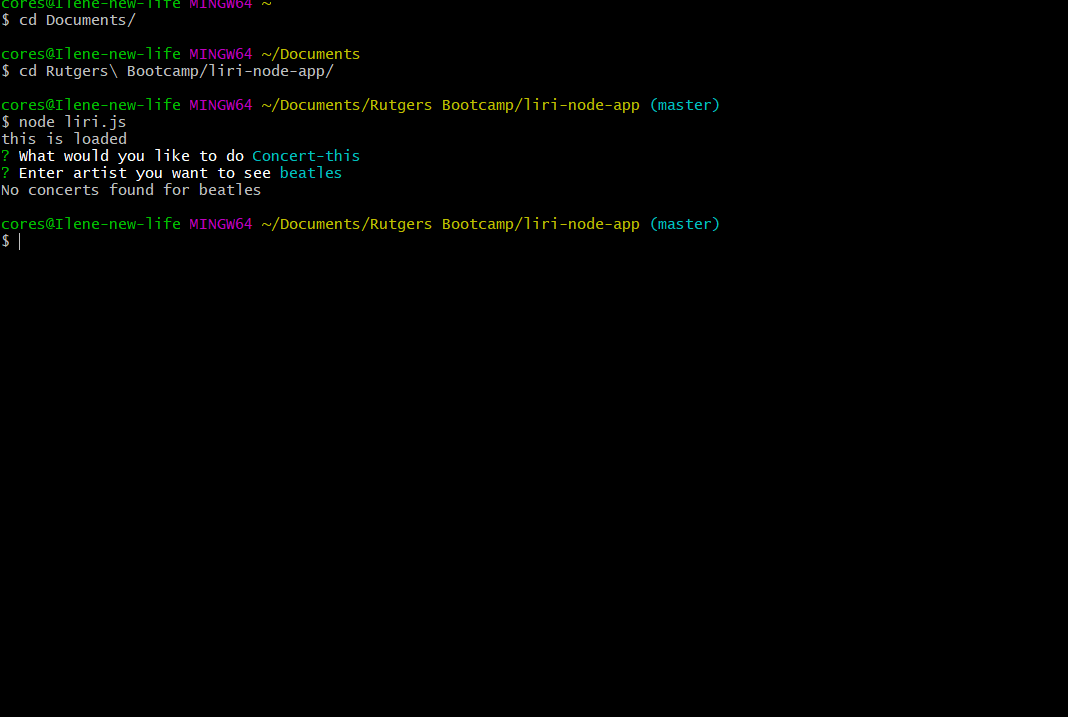 cores@Ilene-new-life MINGW64 ~
$ cd Documents/
cores@Ilene-new-life MINGW64 ~/Documents
$ cd Rutgers\ Bootcamp/liri-node-app/
cores@Ilene-new-life MINGW64 ~/Documents/Rutgers Bootcamp/liri-node-app (master)
$ node liri.js
this is loaded
? What would you like to do Concert-this
? Enter artist you want to see beatles
No concerts found for beatles
cores@Ilene-new-life MINGW64 ~/Documents/Rutgers Bootcamp/liri-node-app (master)
$